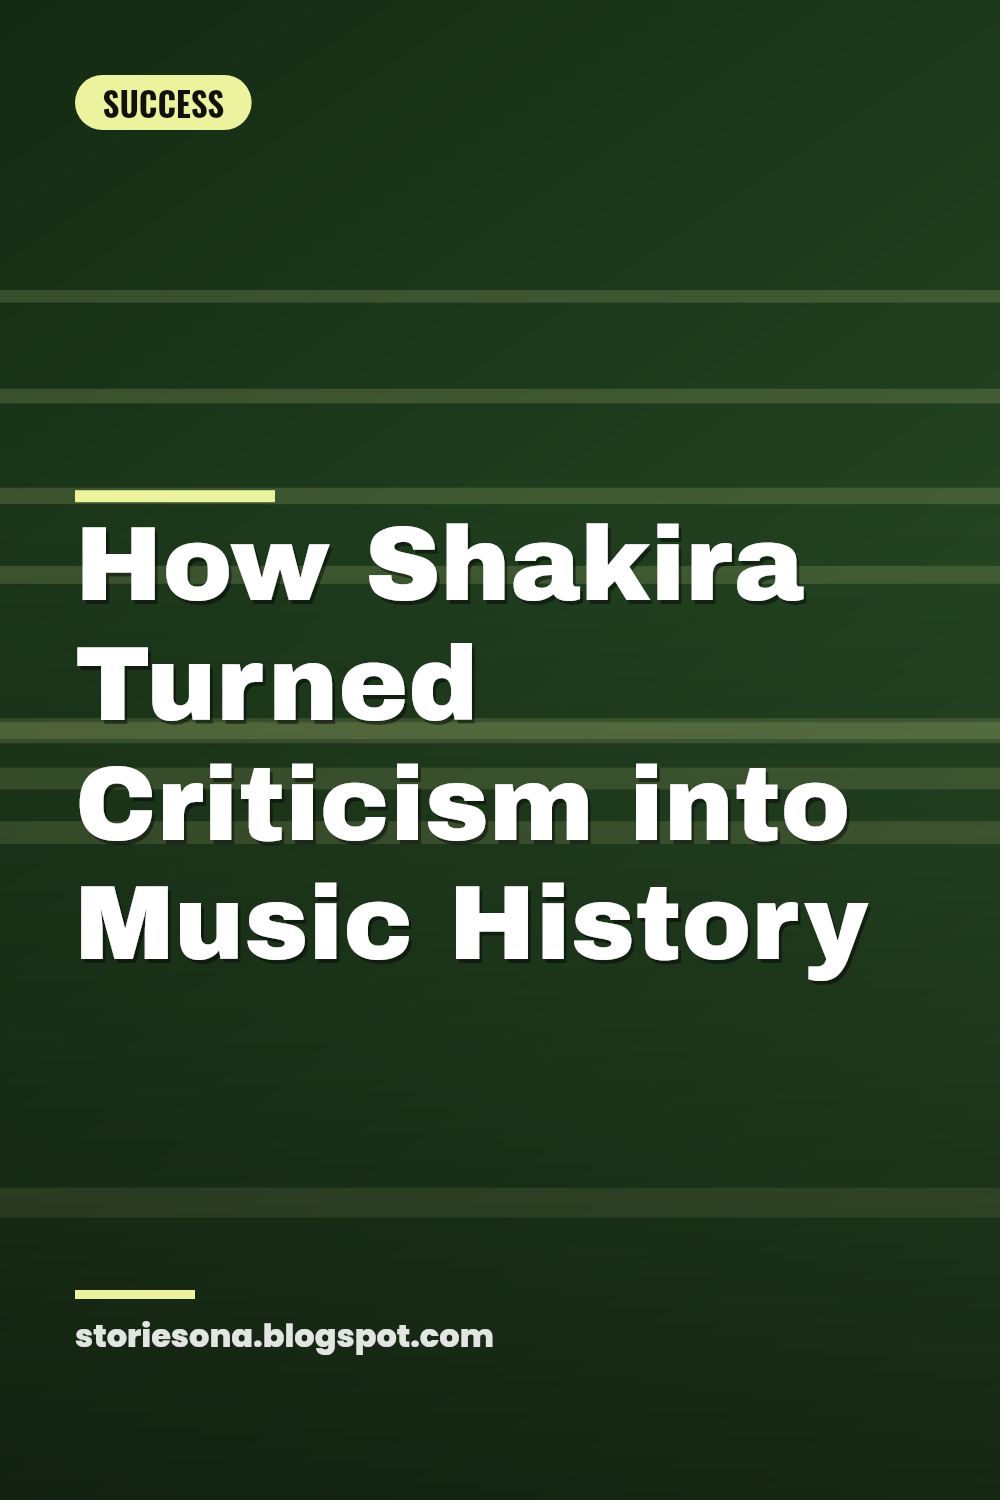 SUCCESS
How Shakira
Turned
Criticism into
Music History
storiesona.blogspot.com